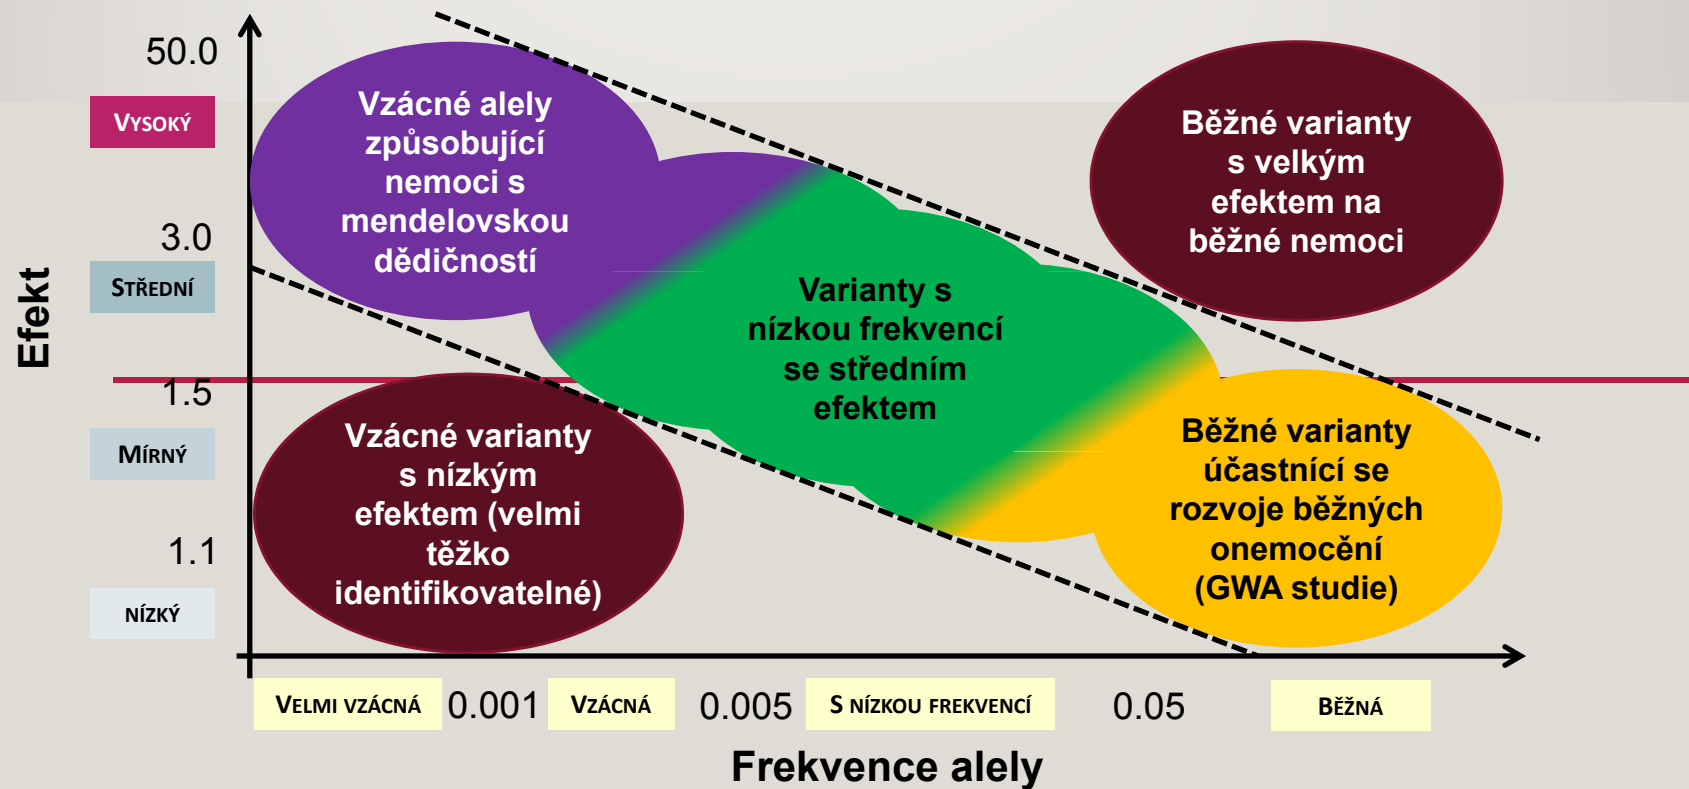 50.0
VYSOKÝ
3.0
STŘEDNÍ
1.5
MÍRNÝ
1.1
NÍZKÝ
Efekt
Vzácné alely
způsobující
nemoci s
mendelovskou
dědičností
Běžné varianty
s velkým
efektem na
běžné nemoci
Varianty s
nízkou frekvencí
se středním
efektem
Vzácné varianty
s nízkým
efektem (velmi
těžko
identifikovatelné)
Běžné varianty
účastnící se
rozvoje běžných
onemocění
(GWA studie)
VELMI VZÁCNÁ 0.001 VZÁCNÁ 0.005 S NÍZKOU FREKVENCÍ 0.05 BĚŽNÁ
Frekvence alely